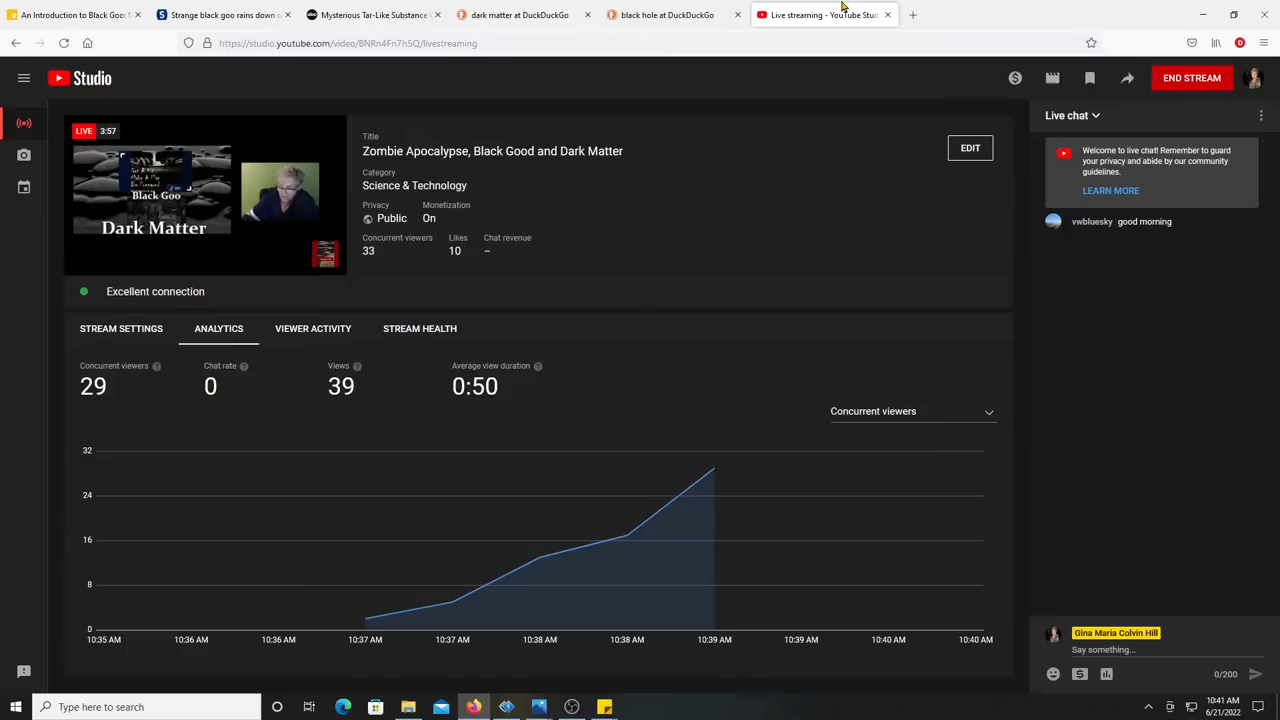 An Introduction to Black Goo: M
Strange black goo rains down o
Mysterious Tar-Like Substance
dark matter at DuckDuckGo
black hole at DuckDuckGo
Live streaming - YouTube Stud
https://studio.youtube.com/video/BNRn4Fn7h5Q/livestreaming
Studio
END STREAM
LIVE 3:57
Black Goo
Dark Matter
Title
Zombie Apocalypse, Black Good and Dark Matter
EDIT
Category
Science & Technology
Privacy Monetization
Public On
Concurrent viewers Likes Chat revenue
33 10 –
Excellent connection
STREAM SETTINGS ANALYTICS VIEWER ACTIVITY STREAM HEALTH
Concurrent viewers Chat rate Views Average view duration
29 0 39 0:50
Concurrent viewers
32
24
16
8
0
10:35 AM 10:36 AM 10:36 AM 10:37 AM 10:37 AM 10:38 AM 10:38 AM 10:39 AM 10:39 AM 10:40 AM 10:40 AM
Live chat
Welcome to live chat! Remember to guard
your privacy and abide by our community
guidelines.
LEARN MORE
vwbluesky good morning
Gina Maria Colvin Hill
Say something...
0/200
Type here to search
10:41 AM
6/21/2022